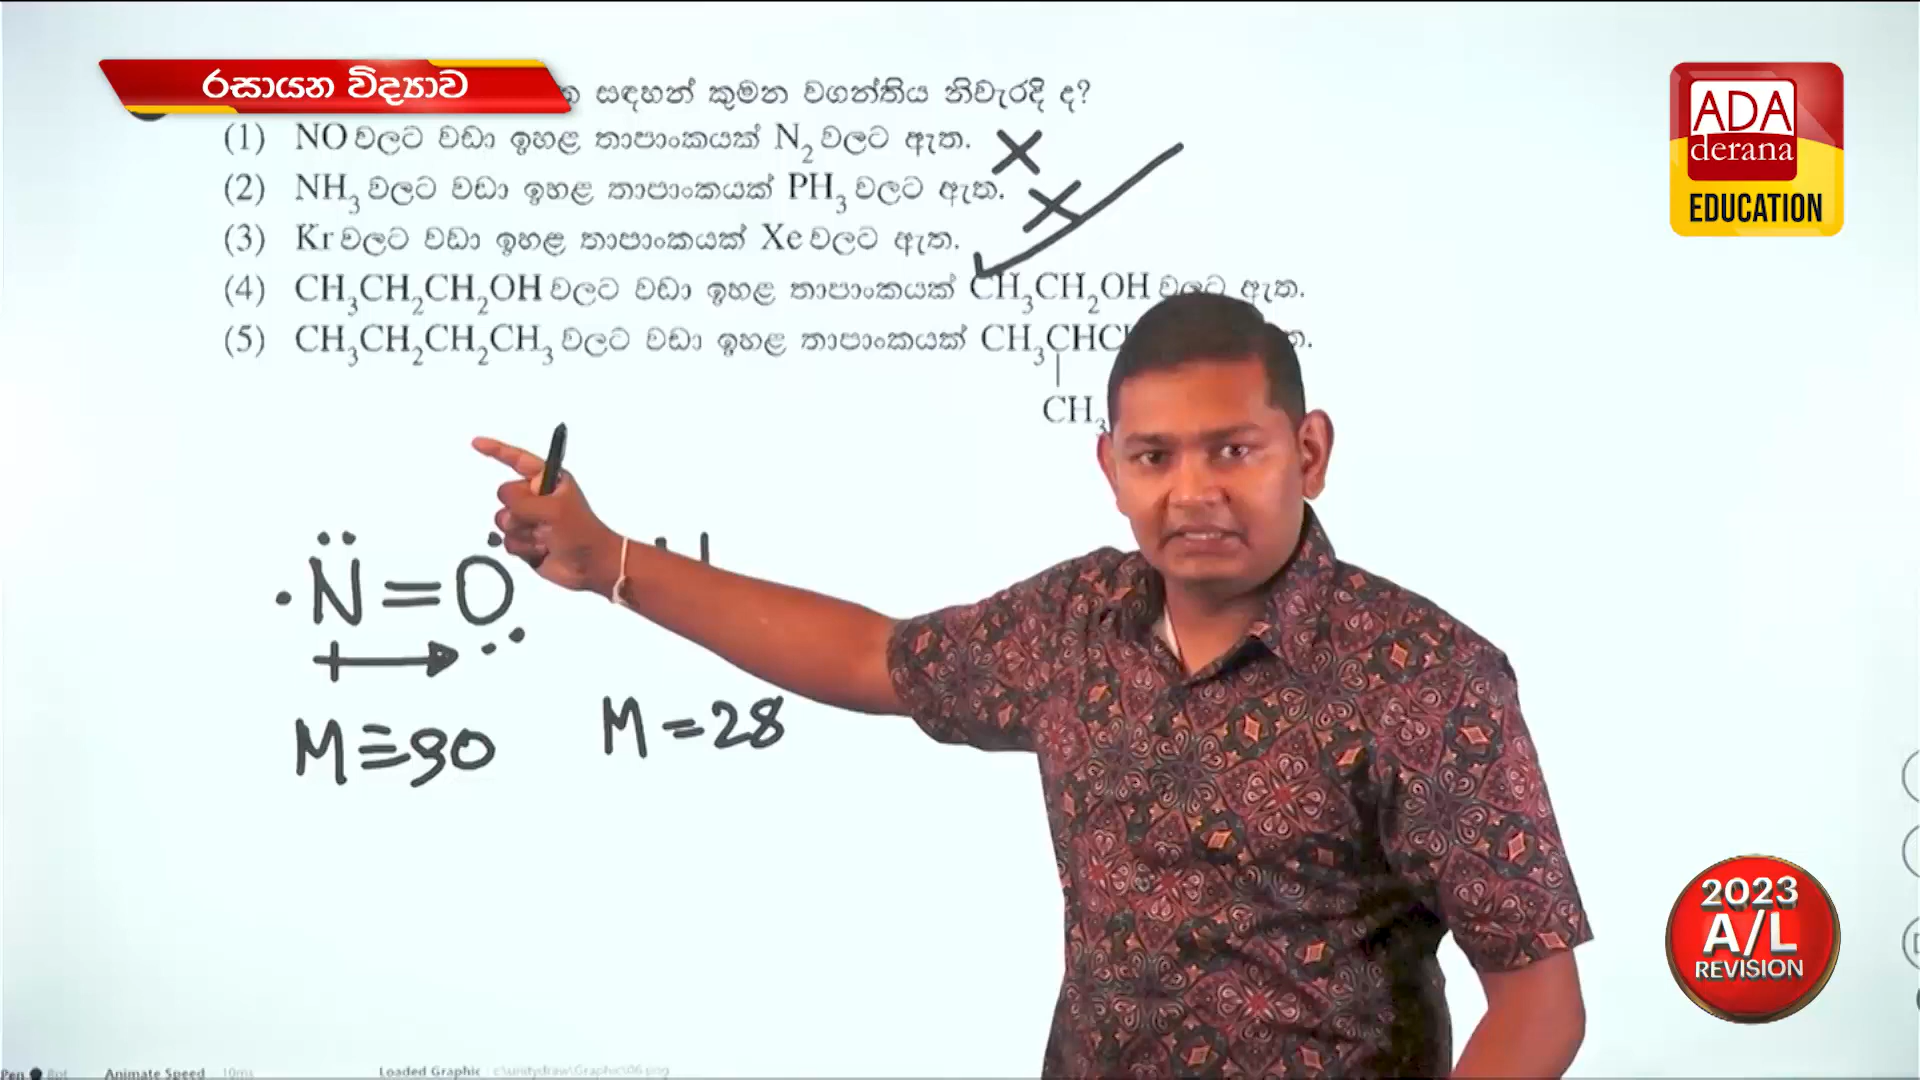 රසායන විද්‍යාව
සඳහන් කුමන වගන්තිය නිවැරදි ද?
(1) NO වලට වඩා ඉහළ තාපාංකයක් N₂ වලට ඇත.
(2) NH₃ වලට වඩා ඉහළ තාපාංකයක් PH₃ වලට ඇත.
(3) Kr වලට වඩා ඉහළ තාපාංකයක් Xe වලට ඇත.
(4) CH₃CH₂CH₂OH වලට වඩා ඉහළ තාපාංකයක් CH₃CH₂OH වලට ඇත.
(5) CH₃CH₂CH₂CH₃ වලට වඩා ඉහළ තාපාංකයක් CH₃CHC
CH₃
N=O
M≡30
M=28
ADA
derana
EDUCATION
2023
A/L
REVISION
Pen 8pt Animate Speed 10ms Loaded Graphic